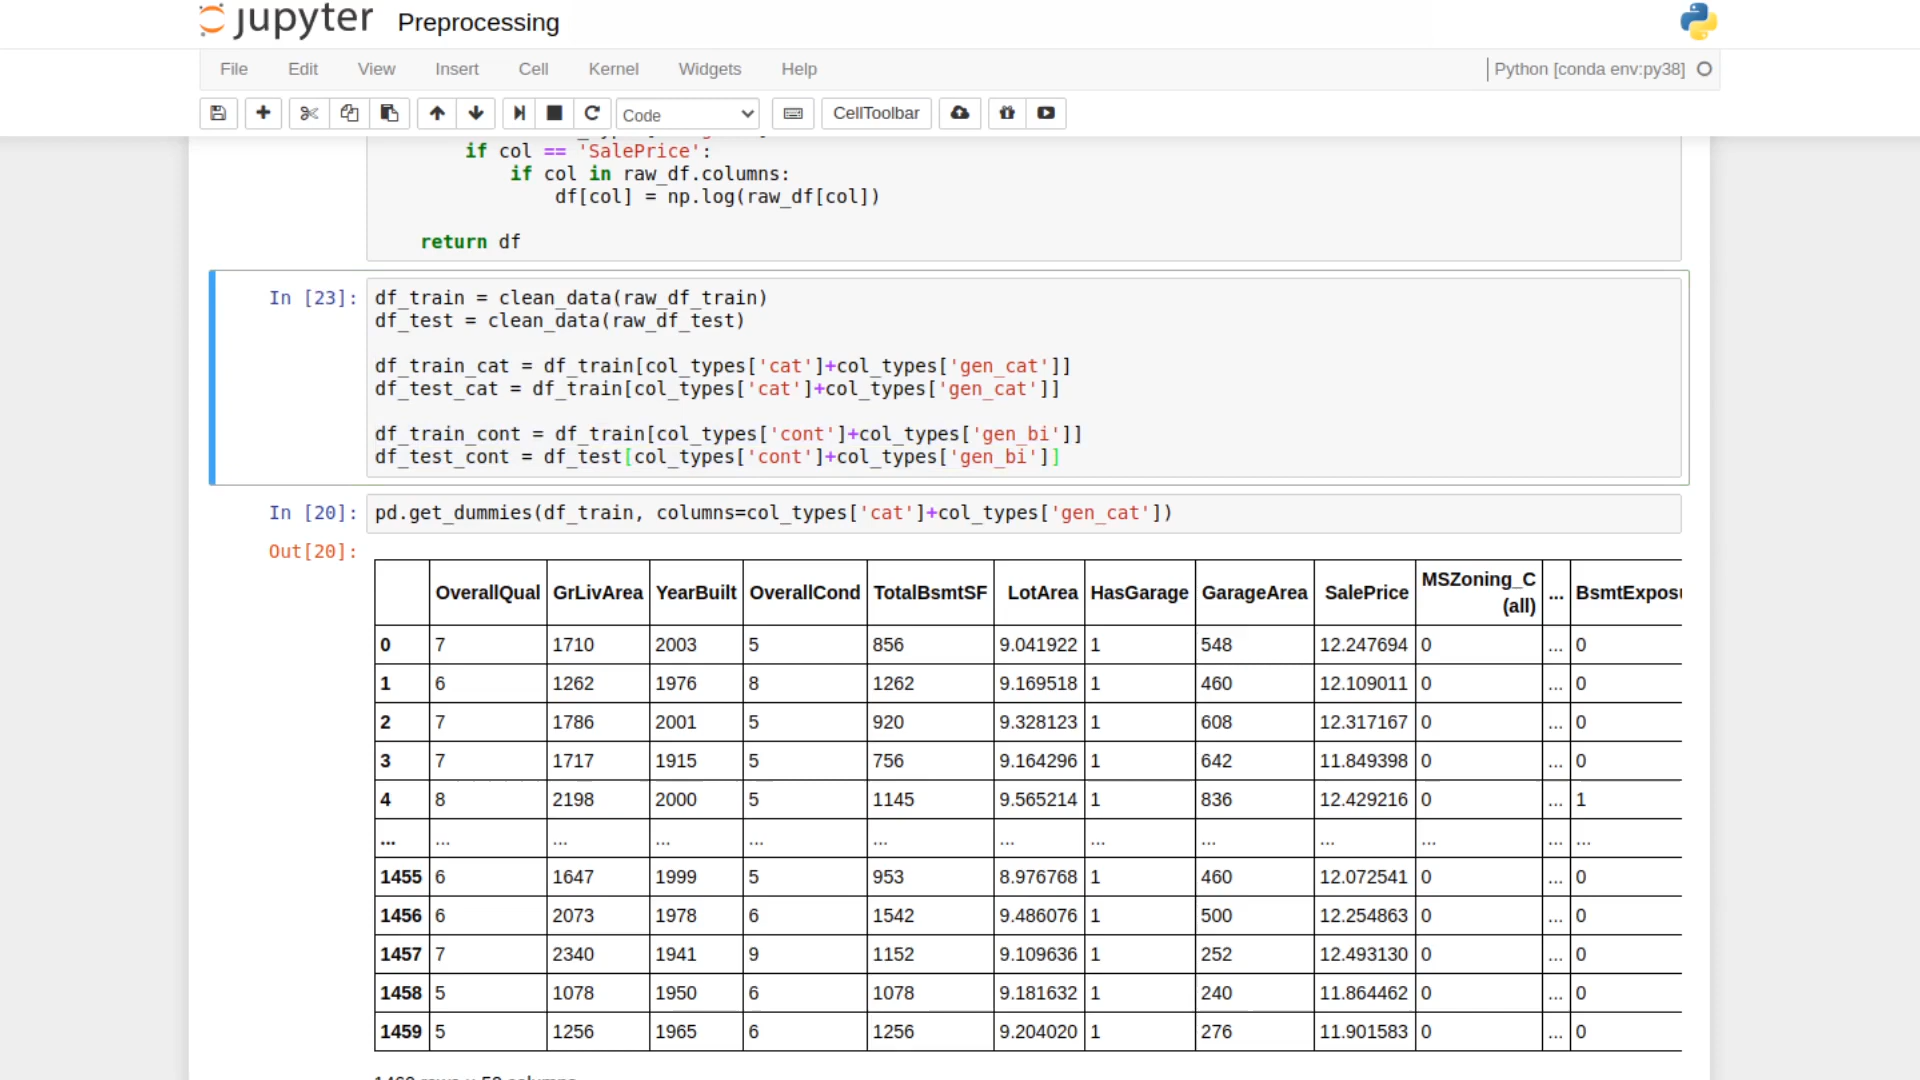 jupyter Preprocessing
File Edit View Insert Cell Kernel Widgets Help Python [conda env:py38]
Code CellToolbar
if col == 'SalePrice':
if col in raw_df.columns:
df[col] = np.log(raw_df[col])
return df
In [23]: df_train = clean_data(raw_df_train)
df_test = clean_data(raw_df_test)
df_train_cat = df_train[col_types['cat']+col_types['gen_cat']]
df_test_cat = df_train[col_types['cat']+col_types['gen_cat']]
df_train_cont = df_train[col_types['cont']+col_types['gen_bi']]
df_test_cont = df_test[col_types['cont']+col_types['gen_bi']]
In [20]: pd.get_dummies(df_train, columns=col_types['cat']+col_types['gen_cat'])
Out[20]:
OverallQual GrLivArea YearBuilt OverallCond TotalBsmtSF LotArea HasGarage GarageArea SalePrice MSZoning_C (all) ... BsmtExposu
0 7 1710 2003 5 856 9.041922 1 548 12.247694 0 ... 0
1 6 1262 1976 8 1262 9.169518 1 460 12.109011 0 ... 0
2 7 1786 2001 5 920 9.328123 1 608 12.317167 0 ... 0
3 7 1717 1915 5 756 9.164296 1 642 11.849398 0 ... 0
4 8 2198 2000 5 1145 9.565214 1 836 12.429216 0 ... 1
... ... ... ... ... ... ... ... ... ... ... ... ...
1455 6 1647 1999 5 953 8.976768 1 460 12.072541 0 ... 0
1456 6 2073 1978 6 1542 9.486076 1 500 12.254863 0 ... 0
1457 7 2340 1941 9 1152 9.109636 1 252 12.493130 0 ... 0
1458 5 1078 1950 6 1078 9.181632 1 240 11.864462 0 ... 0
1459 5 1256 1965 6 1256 9.204020 1 276 11.901583 0 ... 0